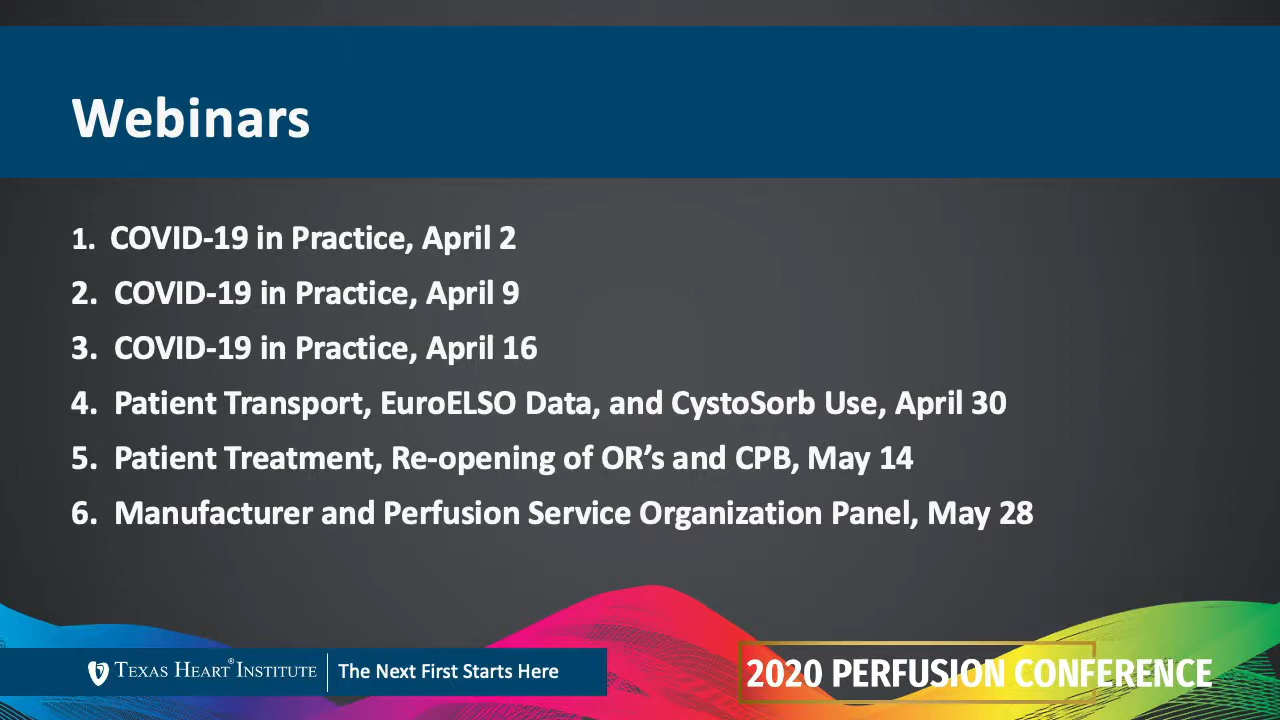 Webinars
1. COVID-19 in Practice, April 2
2. COVID-19 in Practice, April 9
3. COVID-19 in Practice, April 16
4. Patient Transport, EuroELSO Data, and CystoSorb Use, April 30
5. Patient Treatment, Re-opening of OR’s and CPB, May 14
6. Manufacturer and Perfusion Service Organization Panel, May 28
TEXAS HEART® INSTITUTE | The Next First Starts Here
2020 PERFUSION CONFERENCE